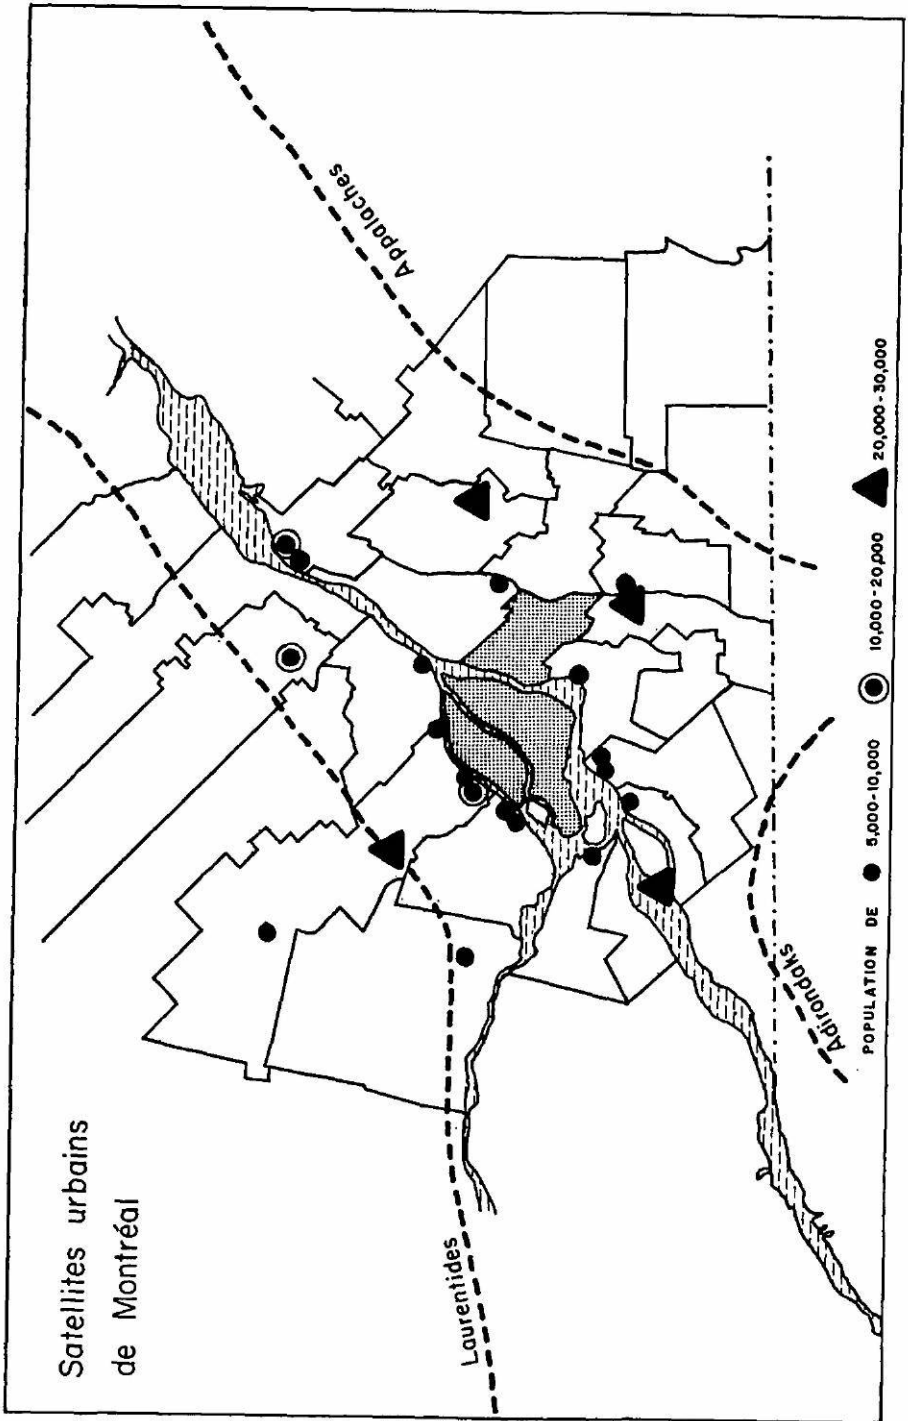 Satellites urbains
de Montréal
Appalaches
Laurentides
Adirondaks
POPULATION DE 5,000-10,000 10,000-20,000 20,000-30,000